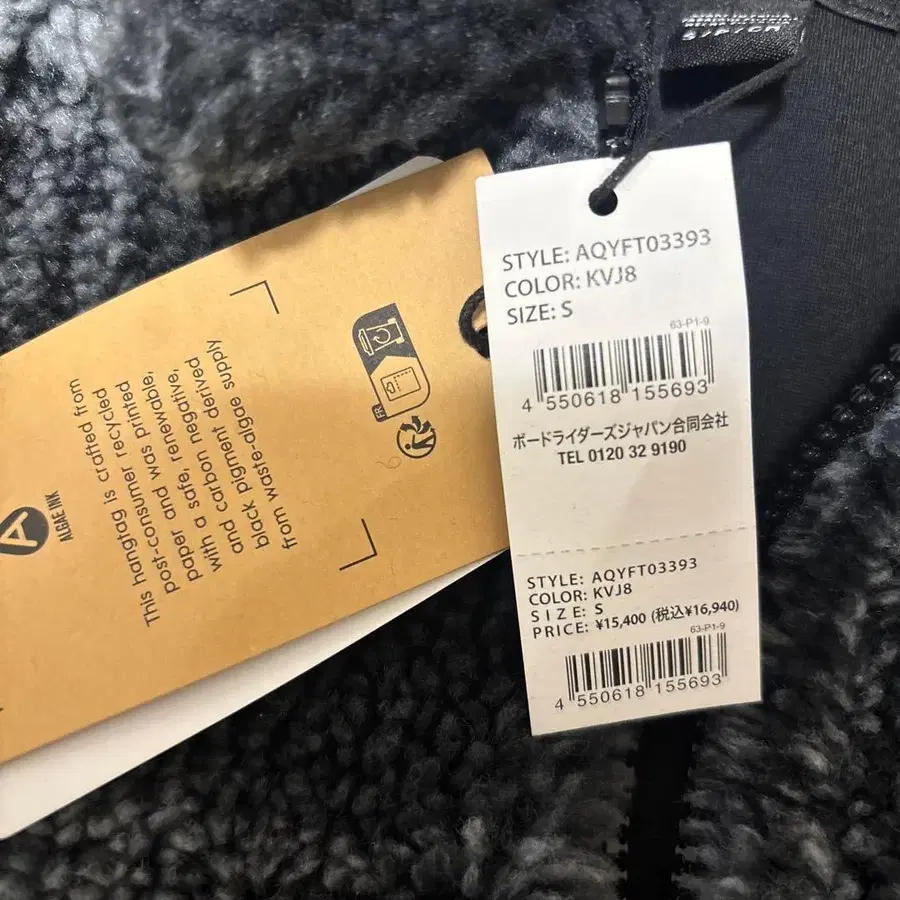 STYLE: AQYFT03393
COLOR: KVJ8
SIZE: S
63-P1-9
4 550618 155693
ボードライダーズジャパン合同会社
TEL 0120 32 9190
STYLE: AQYFT03393
COLOR: KVJ8
SIZE: S
PRICE: ¥15,400 (税込¥16,940)
63-P1-9
4 550618 155693
This hangtag is crafted from
post-consumer recycled
paper and was printed
with a safe, renewable,
and carbon negative,
black pigment derived
from waste-algae supply
A
ALGAE INK
FR